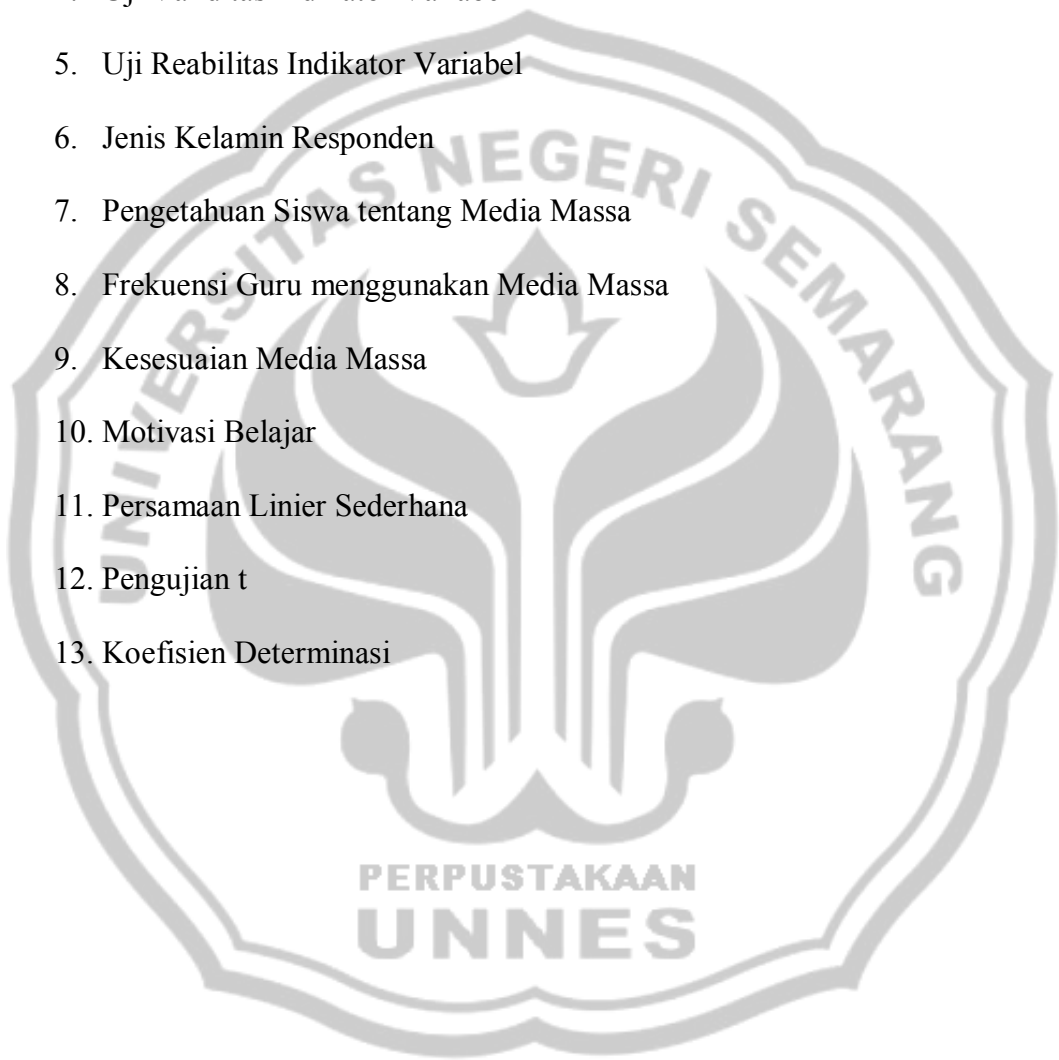 5. Uji Reabilitas Indikator Variabel
6. Jenis Kelamin Responden
7. Pengetahuan Siswa tentang Media Massa
8. Frekuensi Guru menggunakan Media Massa
9. Kesesuaian Media Massa
10. Motivasi Belajar
11. Persamaan Linier Sederhana
12. Pengujian t
13. Koefisien Determinasi
UNIVERSITAS NEGERI SEMARANG
PERPUSTAKAAN
UNNES